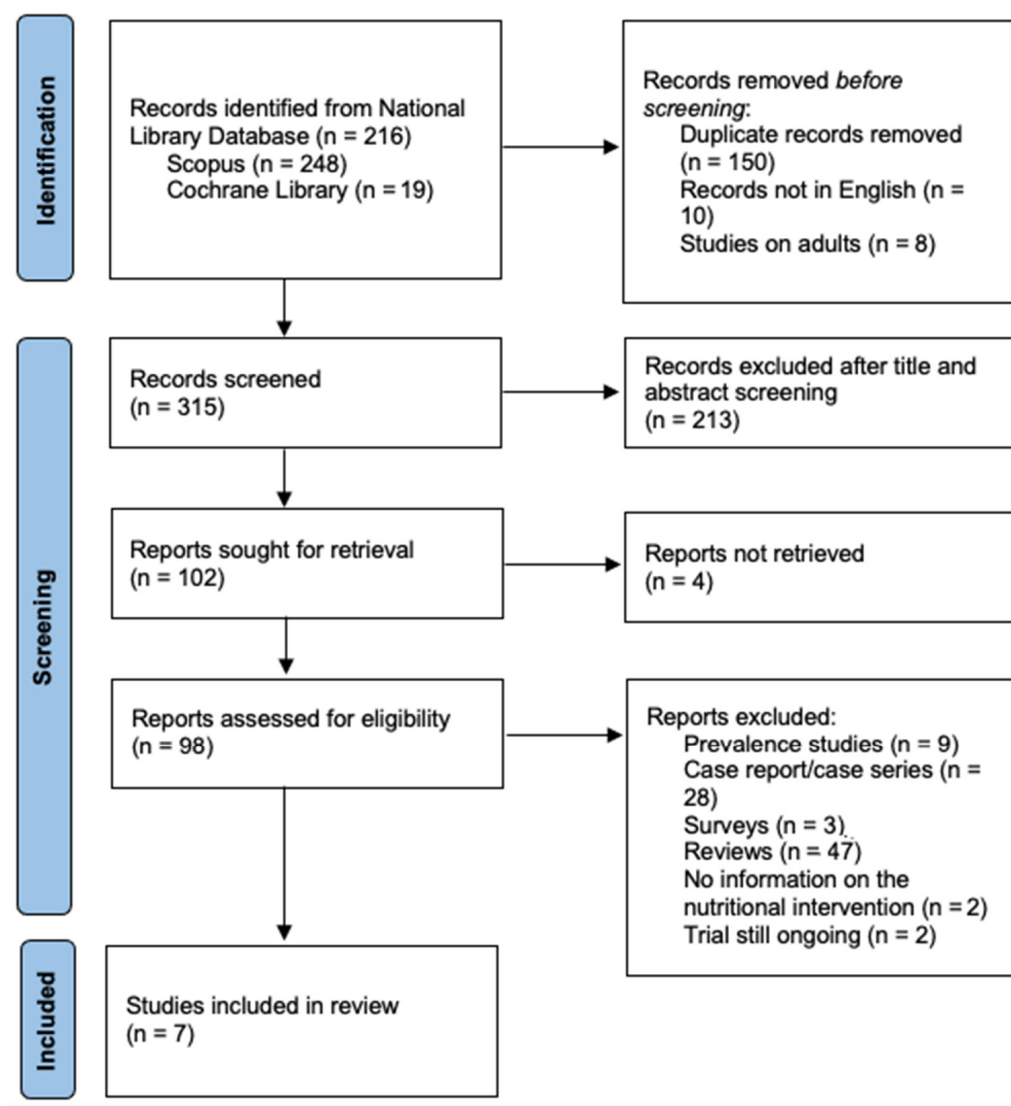 Identification
Records identified from National
Library Database (n = 216)
Scopus (n = 248)
Cochrane Library (n = 19)
Records removed before
screening:
Duplicate records removed
(n = 150)
Records not in English (n =
10)
Studies on adults (n = 8)
Screening
Records screened
(n = 315)
Records excluded after title and
abstract screening
(n = 213)
Reports sought for retrieval
(n = 102)
Reports not retrieved
(n = 4)
Reports assessed for eligibility
(n = 98)
Reports excluded:
Prevalence studies (n = 9)
Case report/case series (n =
28)
Surveys (n = 3)
Reviews (n = 47)
No information on the
nutritional intervention (n = 2)
Trial still ongoing (n = 2)
Included
Studies included in review
(n = 7)